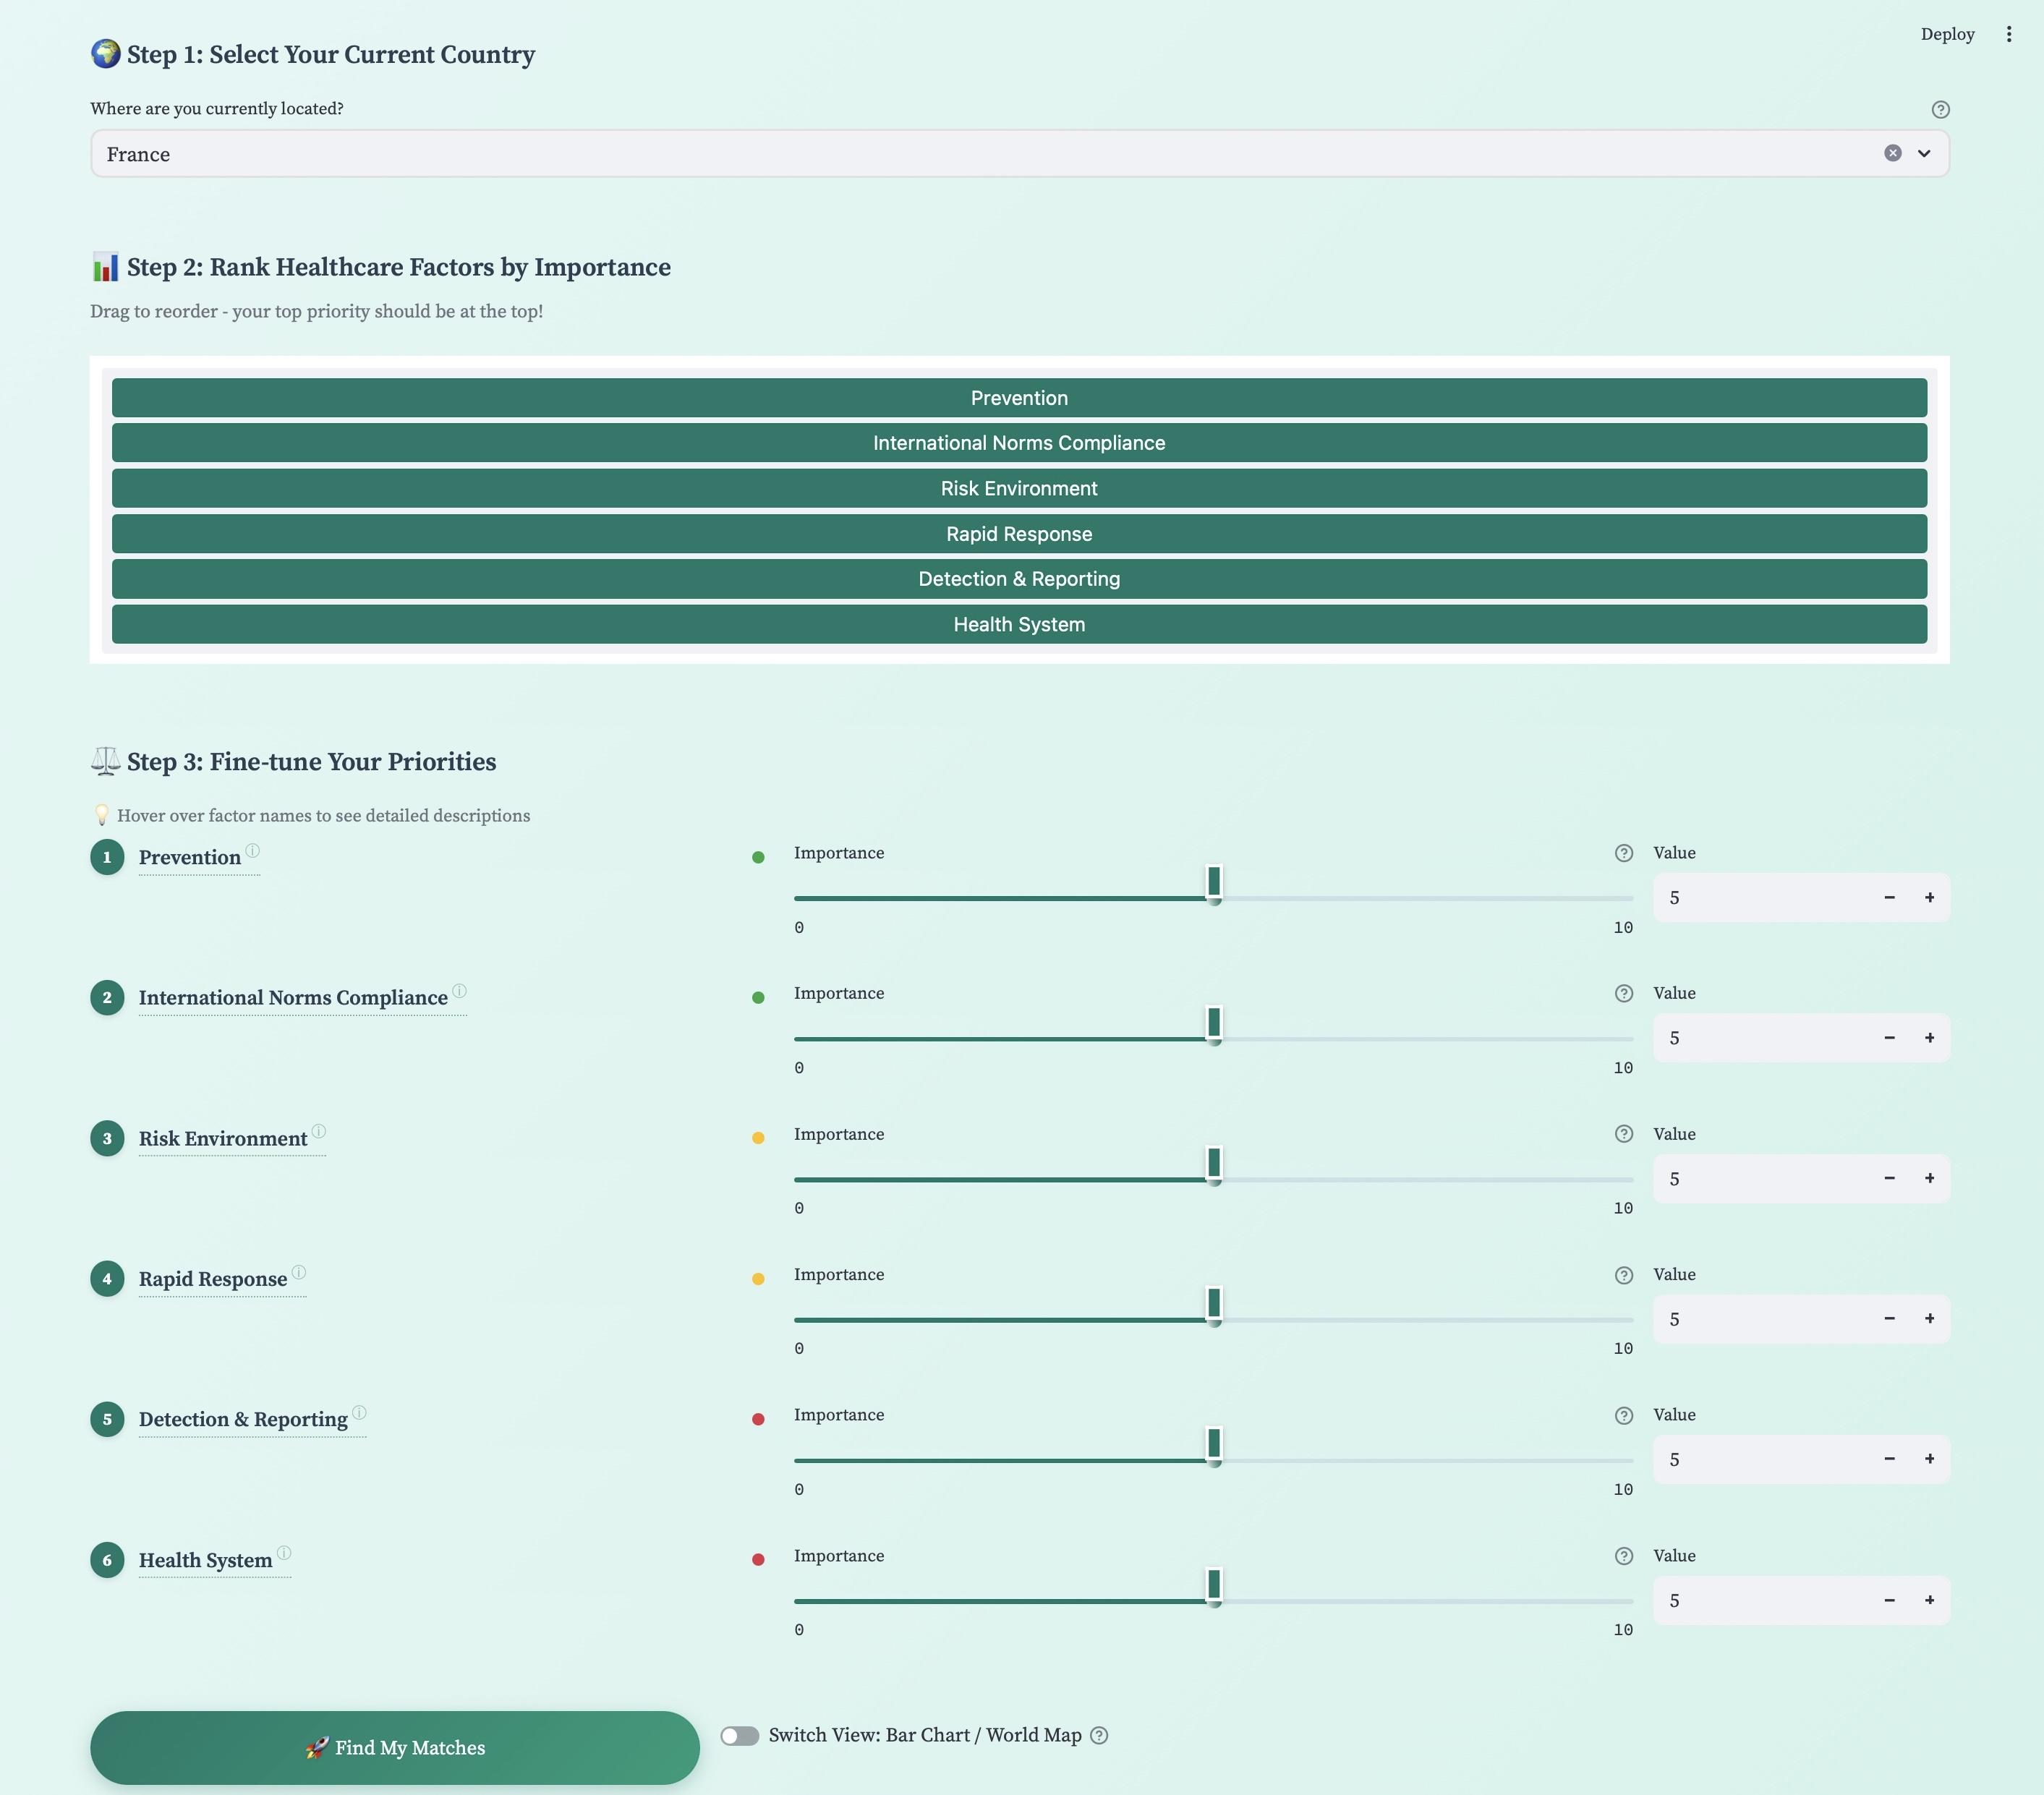 Deploy
Step 1: Select Your Current Country
Where are you currently located?
France
Step 2: Rank Healthcare Factors by Importance
Drag to reorder - your top priority should be at the top!
Prevention
International Norms Compliance
Risk Environment
Rapid Response
Detection & Reporting
Health System
Step 3: Fine-tune Your Priorities
Hover over factor names to see detailed descriptions
1 Prevention Importance Value
5
0 10
2 International Norms Compliance Importance Value
5
0 10
3 Risk Environment Importance Value
5
0 10
4 Rapid Response Importance Value
5
0 10
5 Detection & Reporting Importance Value
5
0 10
6 Health System Importance Value
5
0 10
Find My Matches Switch View: Bar Chart / World Map